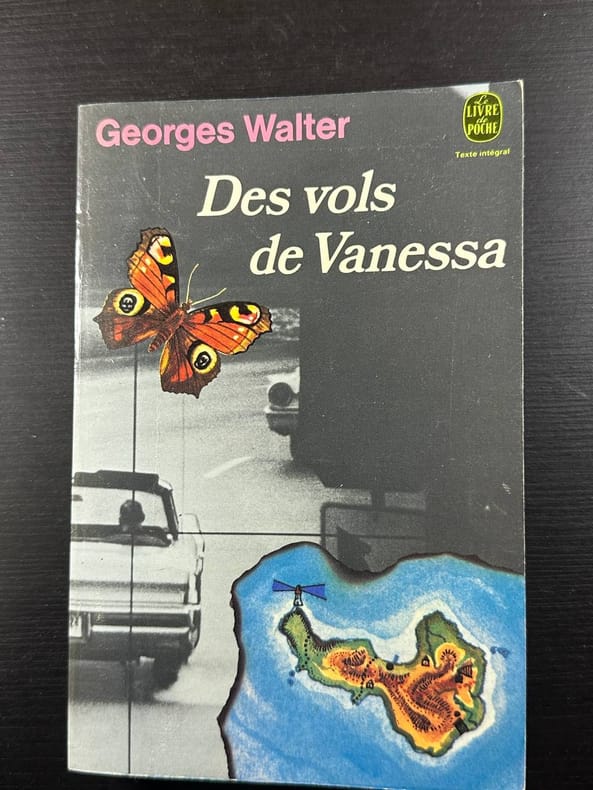 Georges Walter
Le
LIVRE
de
POCHE
Texte intégral
Des vols
de Vanessa